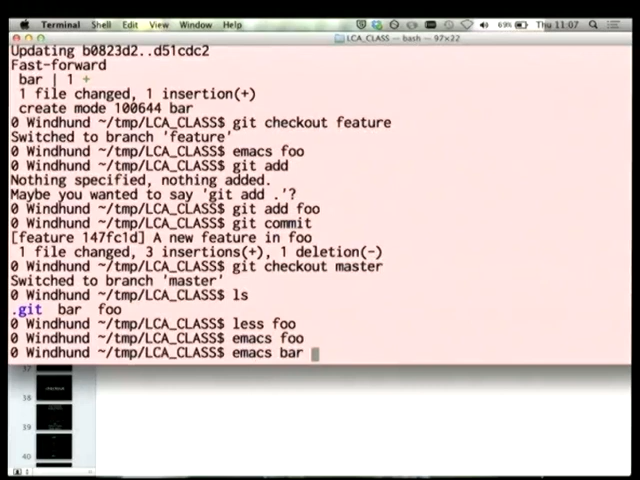 Terminal Shell Edit View Window Help 69% Thu 11:07
LCA_CLASS — bash — 97×22
Updating b0823d2..d51cdc2
Fast-forward
bar | 1 +
1 file changed, 1 insertion(+)
create mode 100644 bar
0 Windhund ~/tmp/LCA_CLASS$ git checkout feature
Switched to branch 'feature'
0 Windhund ~/tmp/LCA_CLASS$ emacs foo
0 Windhund ~/tmp/LCA_CLASS$ git add
Nothing specified, nothing added.
Maybe you wanted to say 'git add .'?
0 Windhund ~/tmp/LCA_CLASS$ git add foo
0 Windhund ~/tmp/LCA_CLASS$ git commit
[feature 147fc1d] A new feature in foo
1 file changed, 3 insertions(+), 1 deletion(-)
0 Windhund ~/tmp/LCA_CLASS$ git checkout master
Switched to branch 'master'
0 Windhund ~/tmp/LCA_CLASS$ ls
.git bar foo
0 Windhund ~/tmp/LCA_CLASS$ less foo
0 Windhund ~/tmp/LCA_CLASS$ emacs foo
0 Windhund ~/tmp/LCA_CLASS$ emacs bar
37
38
39
40